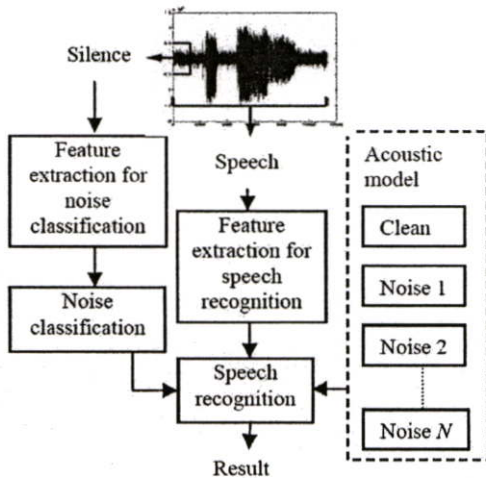 Silence
Feature
extraction for
noise
classification
Noise
classification
Speech
Feature
extraction for
speech
recognition
Speech
recognition
Result
Acoustic
model
Clean
Noise 1
Noise 2
Noise N